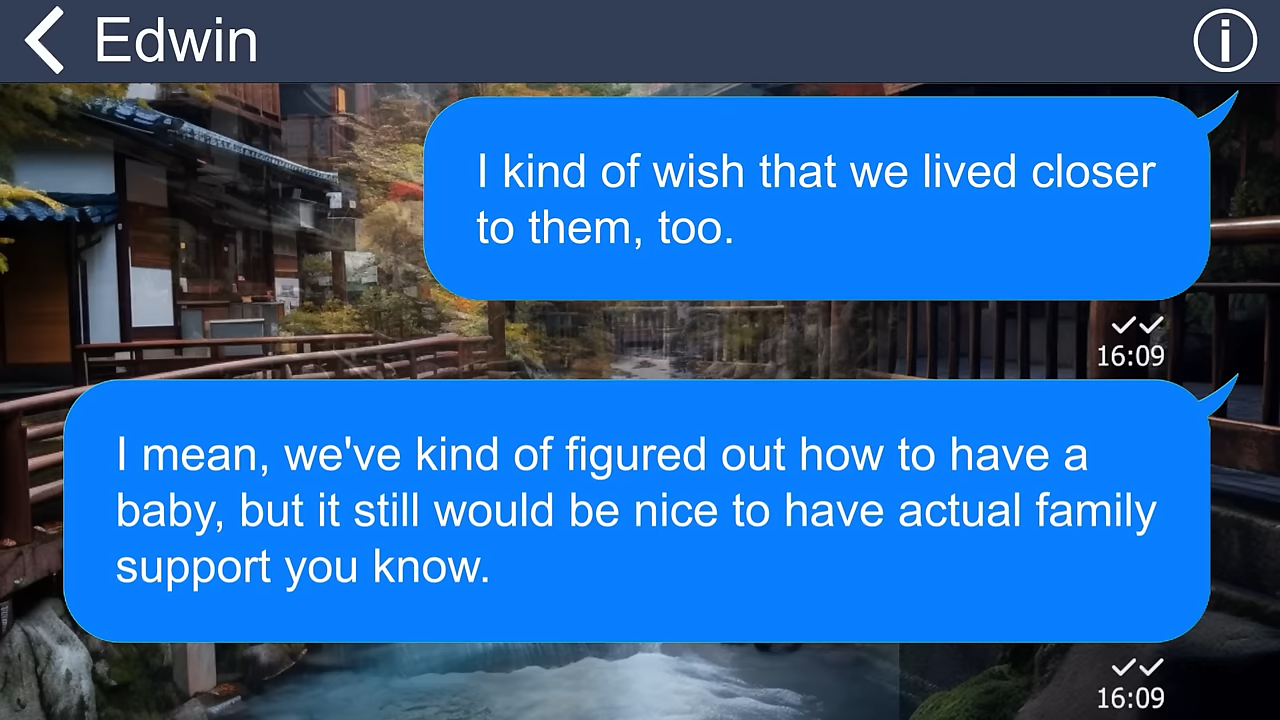 Edwin
I kind of wish that we lived closer
to them, too.
16:09
I mean, we've kind of figured out how to have a
baby, but it still would be nice to have actual family
support you know.
16:09